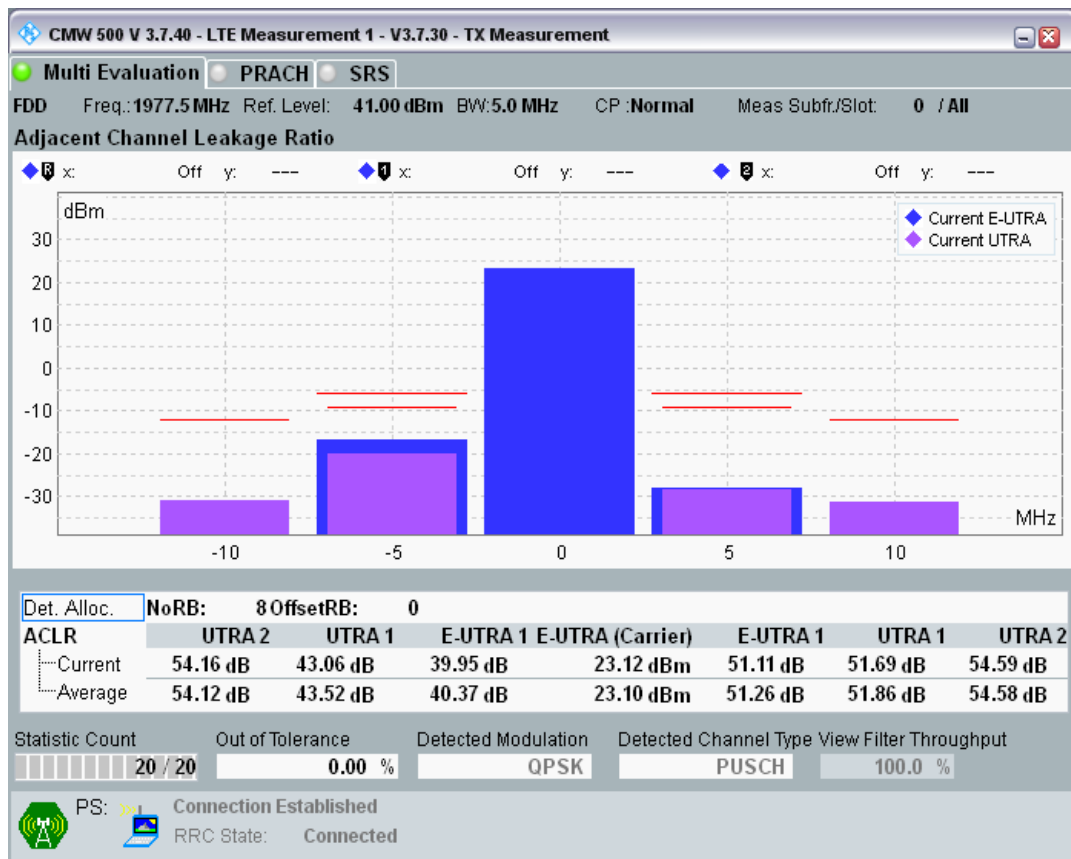 CMW 500 V 3.7.40 - LTE Measurement 1 - V3.7.30 - TX Measurement
Multi Evaluation PRACH SRS
FDD Freq.: 1977.5 MHz Ref. Level: 41.00 dBm BW: 5.0 MHz CP : Normal Meas Subfr./Slot: 0 / All
Adjacent Channel Leakage Ratio
R x: Off y: --- 1 x: Off y: --- 2 x: Off y: ---
dBm
Current E-UTRA
Current UTRA
30
20
10
0
-10
-20
-30
MHz
-10 -5 0 5 10
Det. Alloc. NoRB: 8 OffsetRB: 0
ACLR UTRA 2 UTRA 1 E-UTRA 1 E-UTRA (Carrier) E-UTRA 1 UTRA 1 UTRA 2
Current 54.16 dB 43.06 dB 39.95 dB 23.12 dBm 51.11 dB 51.69 dB 54.59 dB
Average 54.12 dB 43.52 dB 40.37 dB 23.10 dBm 51.26 dB 51.86 dB 54.58 dB
Statistic Count Out of Tolerance Detected Modulation Detected Channel Type View Filter Throughput
20 / 20 0.00 % QPSK PUSCH 100.0 %
PS: Connection Established
RRC State: Connected